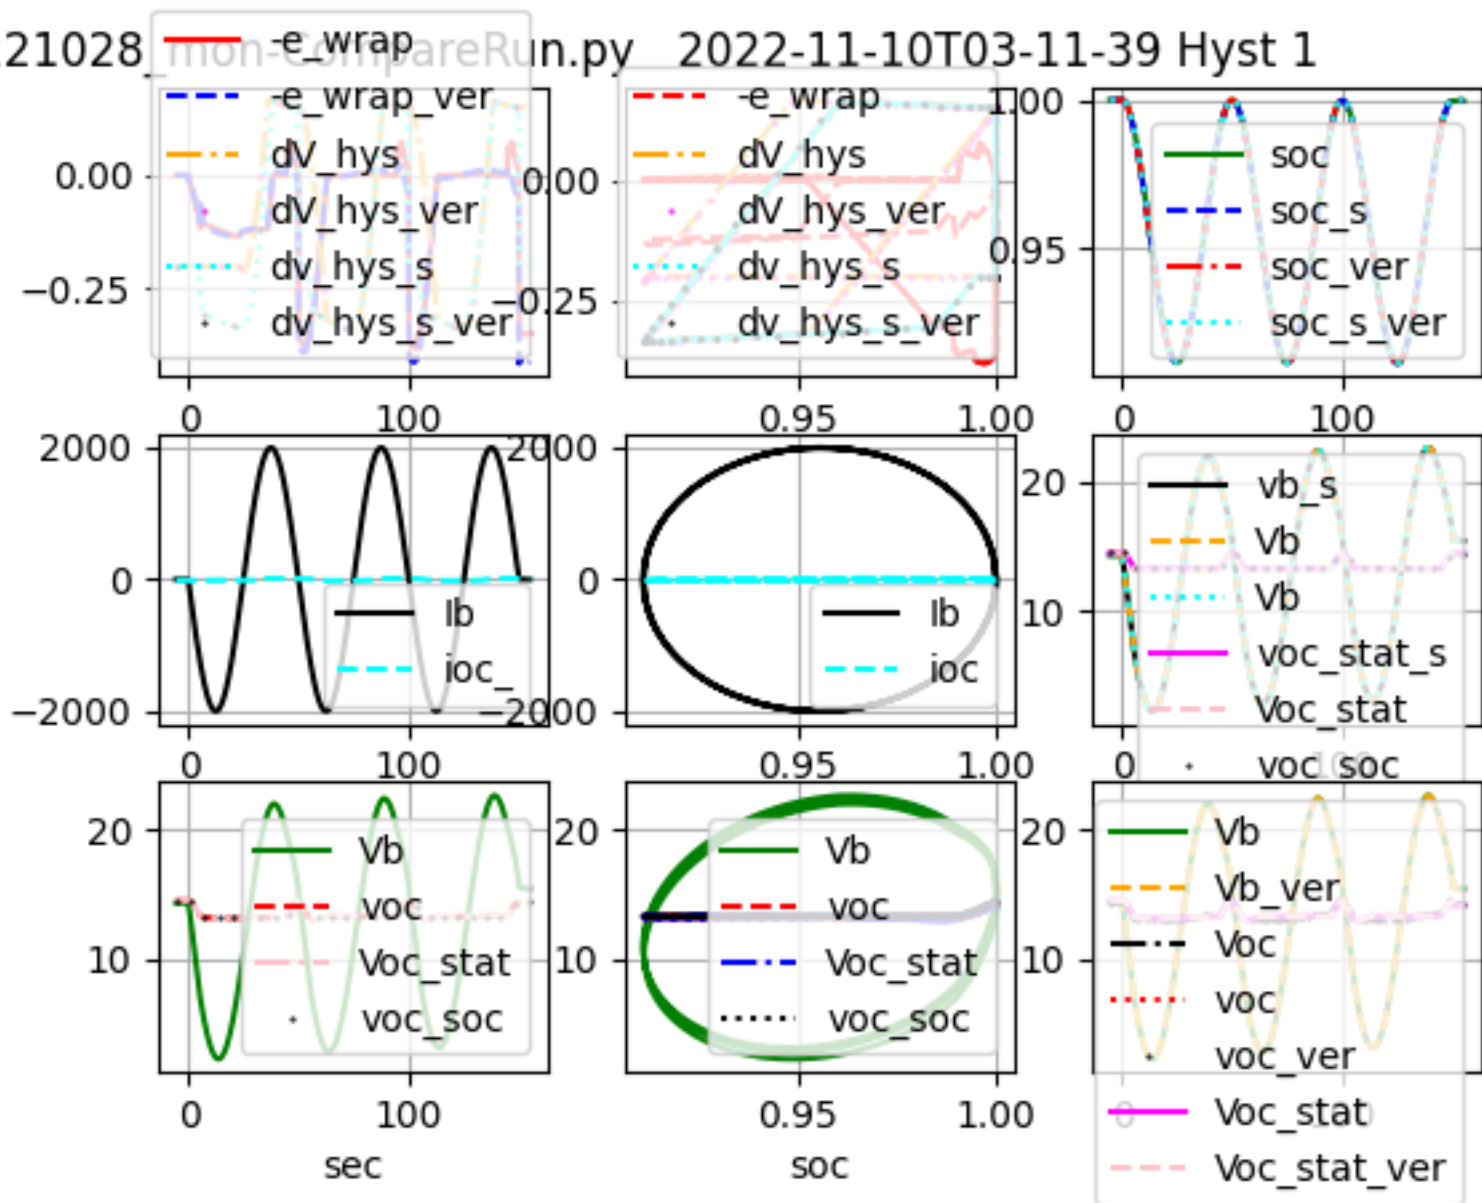 21028_mon-CompareRun.py   2022-11-10T03-11-39 Hyst 1
-e_wrap
-e_wrap_ver
dV_hys
dV_hys_ver
dv_hys_s
dv_hys_s_ver
0.00
−0.25
0
100
-e_wrap
dV_hys
dV_hys_ver
dv_hys_s
dv_hys_s_ver
0.00
−0.25
0.95
1.00
soc
soc_s
soc_ver
soc_s_ver
1.00
0.95
0
100
2000
0
−2000
Ib
ioc_
0
100
2000
0
−2000
Ib
ioc
0.95
1.00
20
10
vb_s
Vb
Vb
voc_stat_s
Voc_stat
voc_soc
0
100
20
10
Vb
voc
Voc_stat
voc_soc
0
100
sec
20
10
Vb
voc
Voc_stat
voc_soc
0.95
1.00
soc
20
10
Vb
Vb_ver
Voc
voc
voc_ver
Voc_stat
Voc_stat_ver
0
100